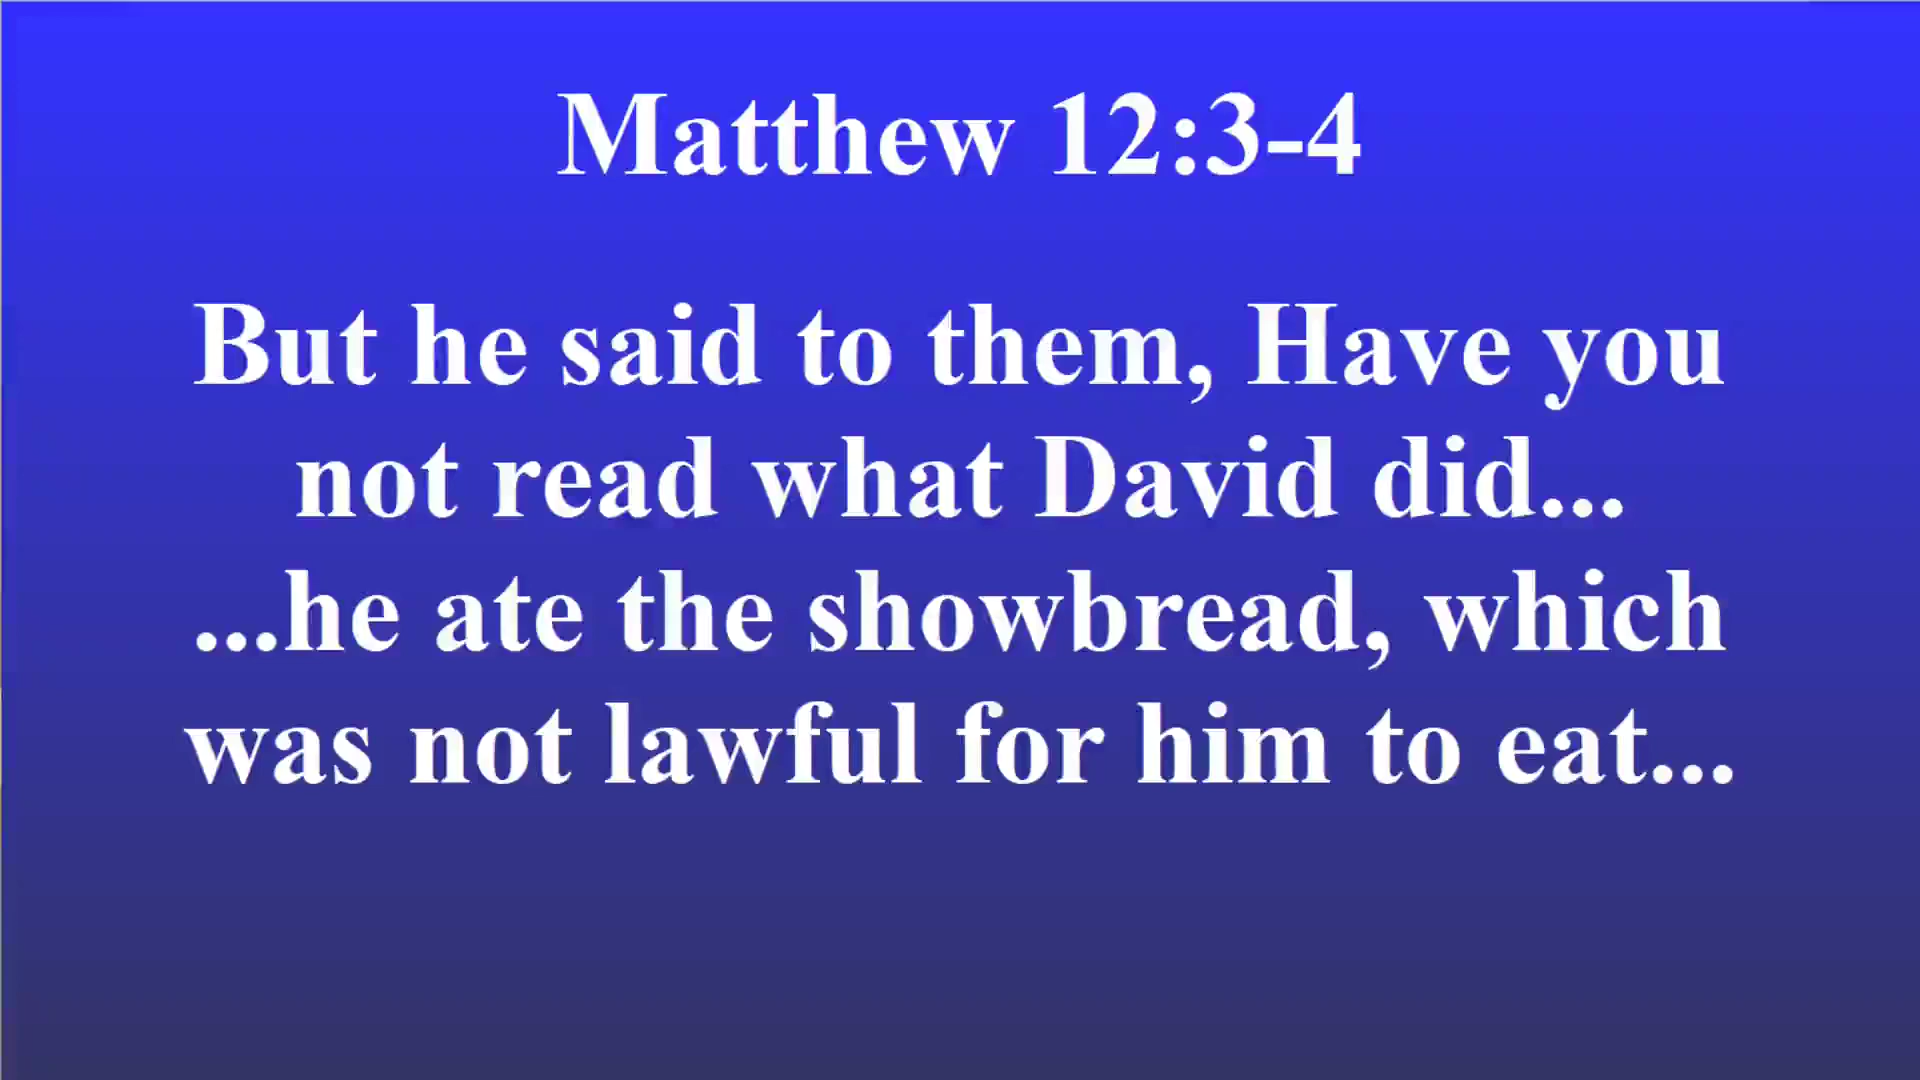 Matthew 12:3-4
But he said to them, Have you
not read what David did...
...he ate the showbread, which
was not lawful for him to eat...